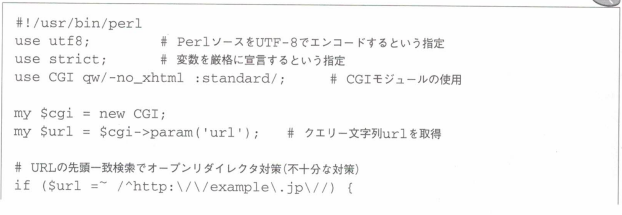 #!/usr/bin/perl
use utf8;        # PerlソースをUTF-8でエンコードするという指定
use strict;      # 変数を厳格に宣言するという指定
use CGI qw/-no_xhtml :standard/;      # CGIモジュールの使用
my $cgi = new CGI;
my $url = $cgi->param('url');   # クエリー文字列urlを取得
# URLの先頭一致検索でオープンリダイレクタ対策(不十分な対策)
if ($url =~ /^http:\/\/example\.jp\//) {